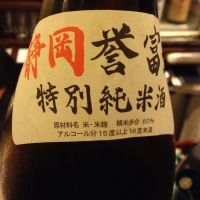 静岡 誉富
特別純米酒
原材料名 米・米麹 精米歩合 60%
アルコール分 15度以上 16度未満